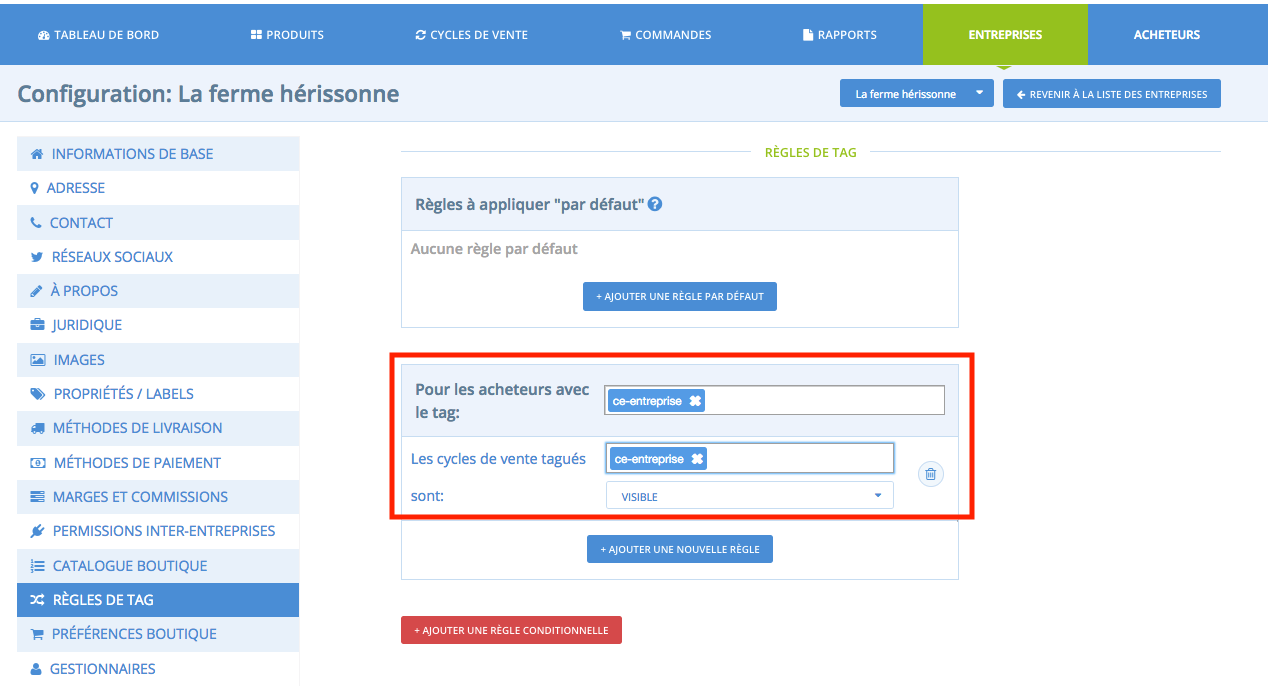 TABLEAU DE BORD PRODUITS CYCLES DE VENTE COMMANDES RAPPORTS ENTREPRISES ACHETEURS
Configuration: La ferme hérissonne
La ferme hérissonne
REVENIR À LA LISTE DES ENTREPRISES
INFORMATIONS DE BASE
ADRESSE
CONTACT
RÉSEAUX SOCIAUX
À PROPOS
JURIDIQUE
IMAGES
PROPRIÉTÉS / LABELS
MÉTHODES DE LIVRAISON
MÉTHODES DE PAIEMENT
MARGES ET COMMISSIONS
PERMISSIONS INTER-ENTREPRISES
CATALOGUE BOUTIQUE
RÈGLES DE TAG
PRÉFÉRENCES BOUTIQUE
GESTIONNAIRES
RÈGLES DE TAG
Règles à appliquer "par défaut"
Aucune règle par défaut
+ AJOUTER UNE RÈGLE PAR DÉFAUT
Pour les acheteurs avec
le tag:
ce-entreprise
Les cycles de vente tagués
ce-entreprise
sont:
VISIBLE
+ AJOUTER UNE NOUVELLE RÈGLE
+ AJOUTER UNE RÈGLE CONDITIONNELLE